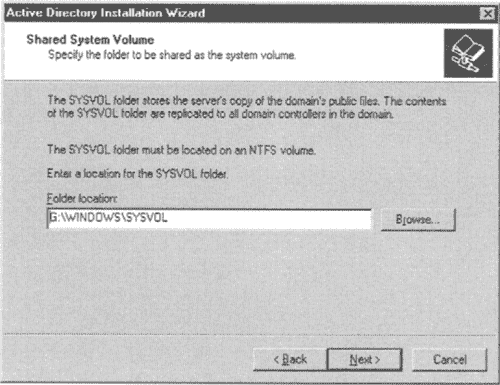 Active Directory Installation Wizard
Shared System Volume
Specify the folder to be shared as the system volume.
The SYSVOL folder stores the server's copy of the domain's public files. The contents
of the SYSVOL folder are replicated to all domain controllers in the domain.
The SYSVOL folder must be located on an NTFS volume.
Enter a location for the SYSVOL folder.
Folder location:
G:\WINDOWS\SYSVOL
Browse...
< Back
Next >
Cancel